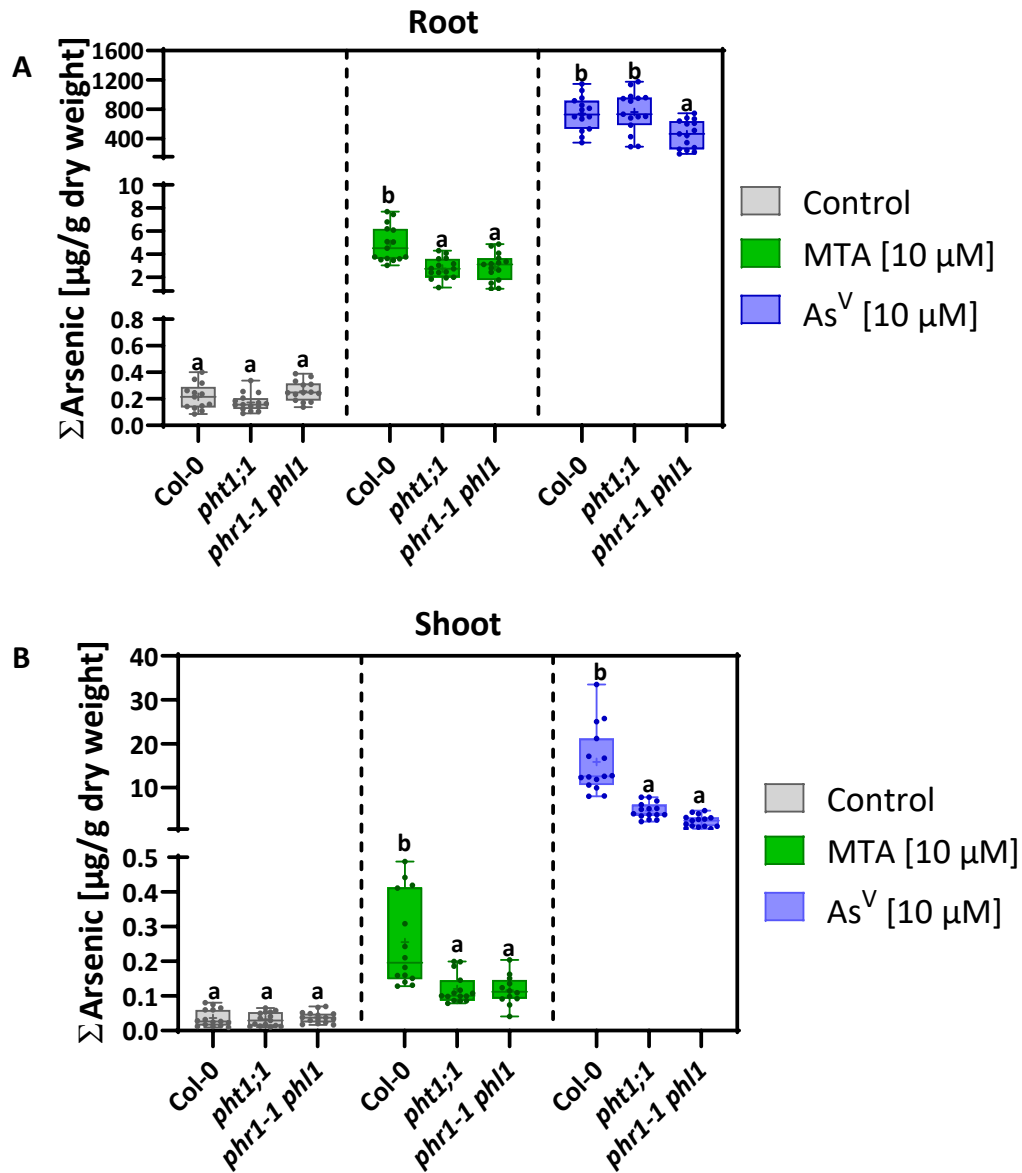 Root
A
ΣArsenic [µg/g dry weight]
1600
1200
800
400
10
8
6
4
2
0.8
0.6
0.4
0.2
0.0
a
a
a
b
a
a
b
b
a
Col-0
pht1;1
phr1-1 phl1
Col-0
pht1;1
phr1-1 phl1
Col-0
pht1;1
phr1-1 phl1
Control
MTA [10 µM]
As^V [10 µM]
Shoot
B
ΣArsenic [µg/g dry weight]
40
30
20
10
0.5
0.4
0.3
0.2
0.1
0.0
a
a
a
b
a
a
b
a
a
Col-0
pht1;1
phr1-1 phl1
Col-0
pht1;1
phr1-1 phl1
Col-0
pht1;1
phr1-1 phl1
Control
MTA [10 µM]
As^V [10 µM]